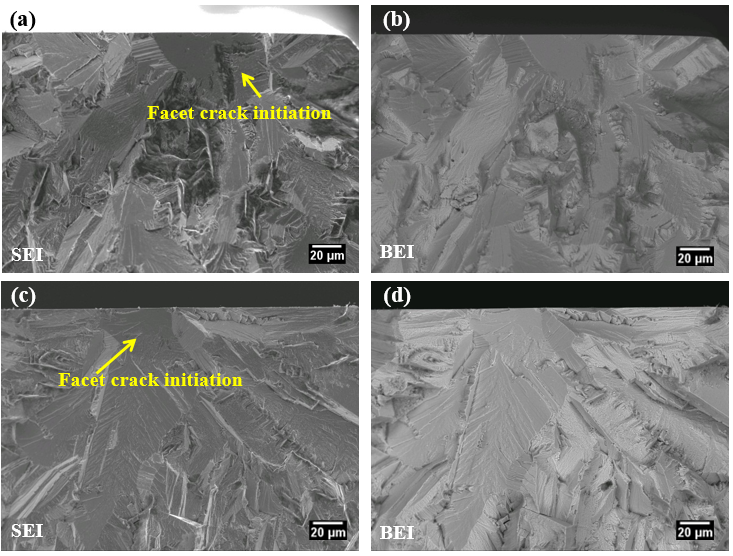 (a)
Facet crack initiation
SEI
20 μm
(b)
BEI
20 μm
(c)
Facet crack initiation
SEI
20 μm
(d)
BEI
20 μm